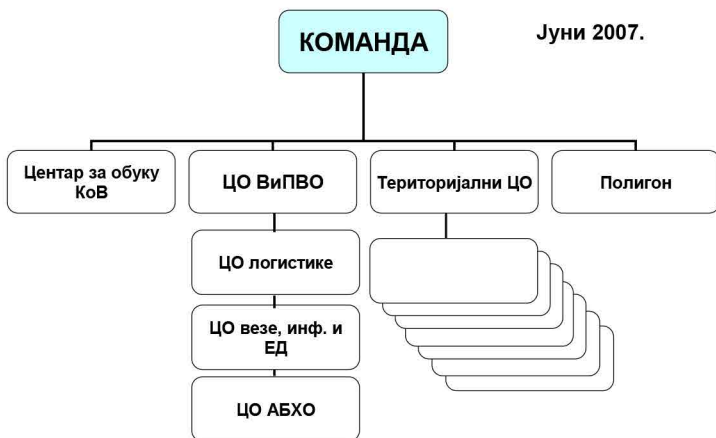 КОМАНДА
Јуни 2007.
Центар за обуку
КоВ
ЦО ВиПВО
Територијални ЦО
Полигон
ЦО логистике
ЦО везе, инф. и
ЕД
ЦО АБХО